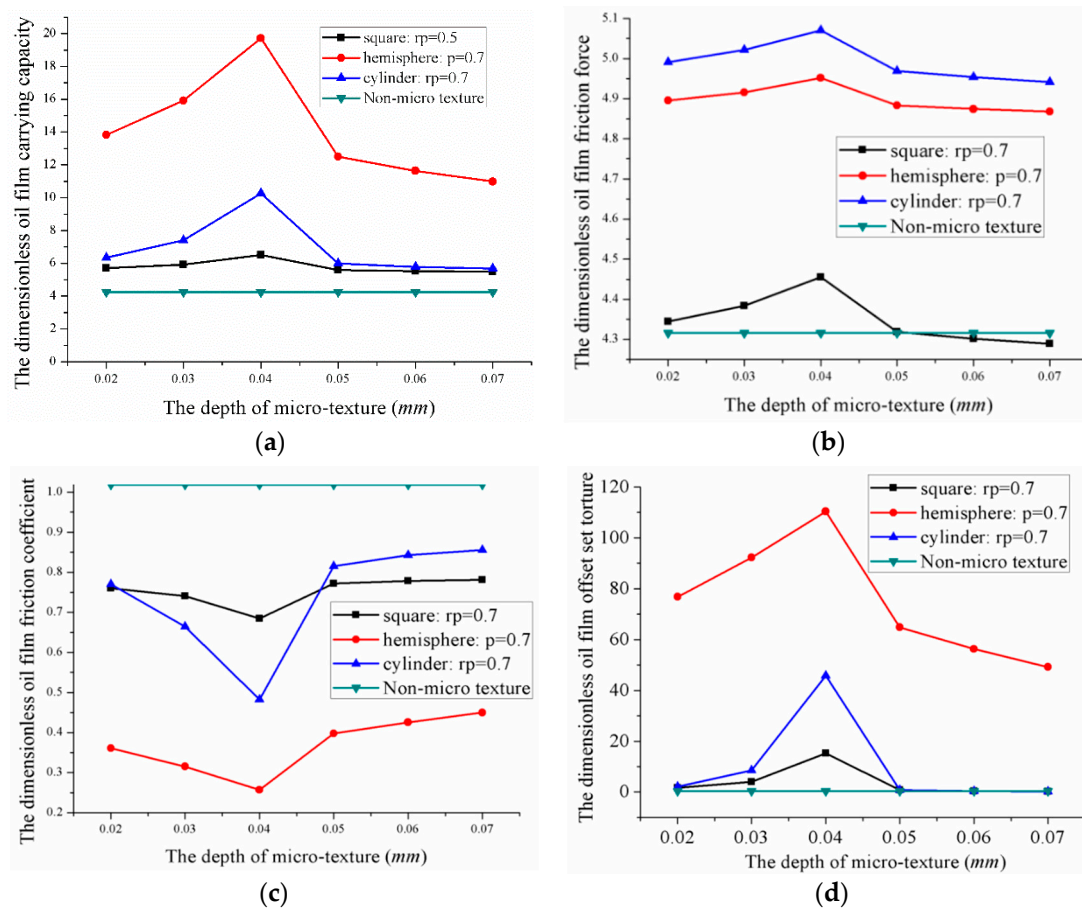 The dimensionless oil film carrying capacity
20
18
16
14
12
10
8
6
4
2
0
square: rp=0.5
hemisphere: p=0.7
cylinder: rp=0.7
Non-micro texture
0.02 0.03 0.04 0.05 0.06 0.07
The depth of micro-texture (mm)
(a)
The dimensionless oil film friction force
5.1
5.0
4.9
4.8
4.7
4.6
4.5
4.4
4.3
square: rp=0.7
hemisphere: p=0.7
cylinder: rp=0.7
Non-micro texture
0.02 0.03 0.04 0.05 0.06 0.07
The depth of micro-texture (mm)
(b)
The dimensionless oil film friction coefficient
1.0
0.9
0.8
0.7
0.6
0.5
0.4
0.3
0.2
square: rp=0.7
hemisphere: p=0.7
cylinder: rp=0.7
Non-micro texture
0.02 0.03 0.04 0.05 0.06 0.07
The depth of micro-texture (mm)
(c)
The dimensionless oil film offset set torture
120
100
80
60
40
20
0
square: rp=0.7
hemisphere: p=0.7
cylinder: rp=0.7
Non-micro texture
0.02 0.03 0.04 0.05 0.06 0.07
The depth of micro-texture (mm)
(d)